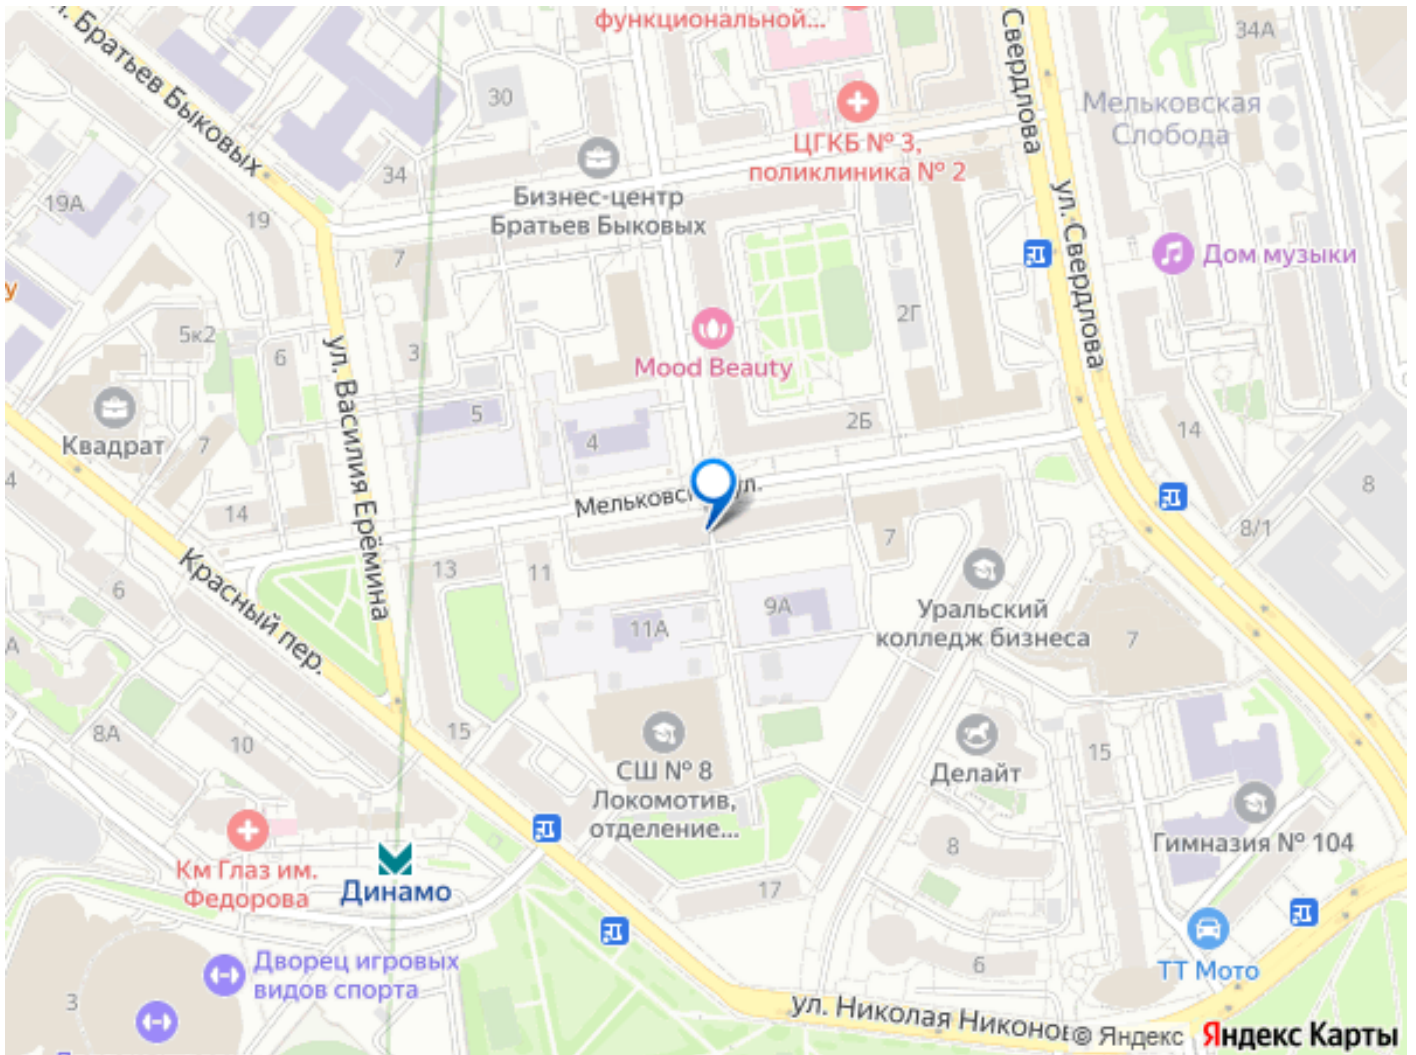 функциональной...
ул. Братьев Быковых
30
Свердлова
34А
Мельковская
Слобода
ЦГКБ № 3,
поликлиника № 2
34
Бизнес-центр
Братьев Быковых
19А
19
7
ул. Свердлова
Дом музыки
у
2Г
5к2
6
ул. Василия Ерёмина
3
Mood Beauty
Квадрат
7
5
4
2Б
14
4
14
8
8/1
Мельковск ул.
7
Красный пер.
6
13
11
Уральский
колледж бизнеса
9А
11А
7
А
8А
10
15
СШ № 8
Локомотив,
отделение...
Делайт
15
Гимназия № 104
8
Км Глаз им.
Федорова
Динамо
17
Дворец игровых
видов спорта
3
6
ТТ Мото
ул. Николая Никонов
© Яндекс
Яндекс Карты